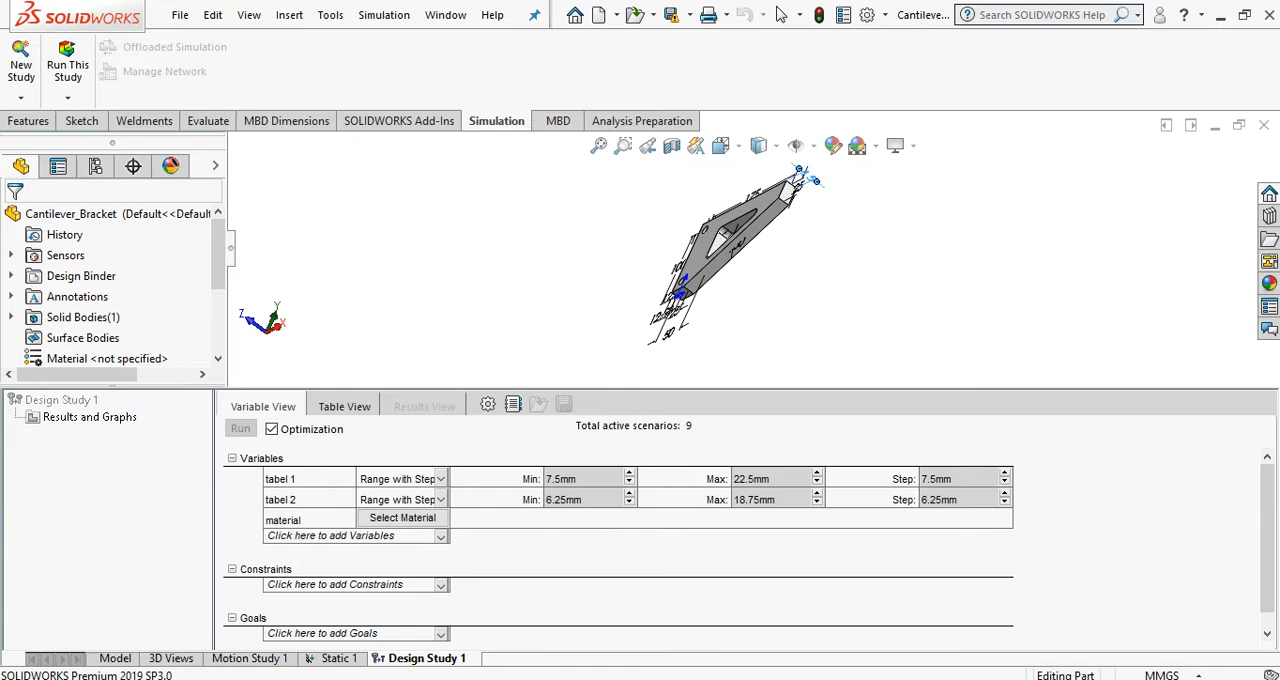 SOLIDWORKS File Edit View Insert Tools Simulation Window Help Cantileve... Search SOLIDWORKS Help ?
New Study
Run This Study
Offloaded Simulation
Manage Network
Features Sketch Weldments Evaluate MBD Dimensions SOLIDWORKS Add-Ins Simulation MBD Analysis Preparation
Cantilever_Bracket (Default<<Default
History
Sensors
Design Binder
Annotations
Solid Bodies(1)
Surface Bodies
Material <not specified>
Z Y X
100
50
Design Study 1
Results and Graphs
Variable View Table View Results View
Run Optimization Total active scenarios: 9
Variables
tabel 1 Range with Step Min: 7.5mm Max: 22.5mm Step: 7.5mm
tabel 2 Range with Step Min: 6.25mm Max: 18.75mm Step: 6.25mm
material Select Material
Click here to add Variables
Constraints
Click here to add Constraints
Goals
Click here to add Goals
Model 3D Views Motion Study 1 Static 1 Design Study 1
SOLIDWORKS Premium 2019 SP3.0 Editing Part MMGS